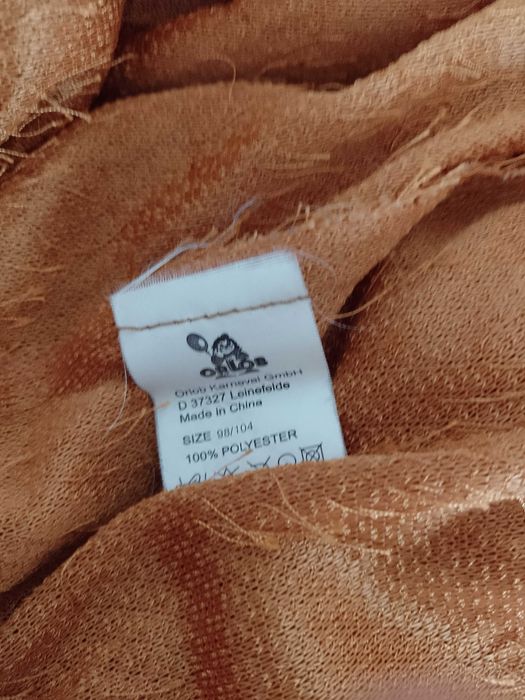 Orlob
Orlob Karneval GmbH
D 37327 Leinefelde
Made in China
SIZE 98/104
100% POLYESTER